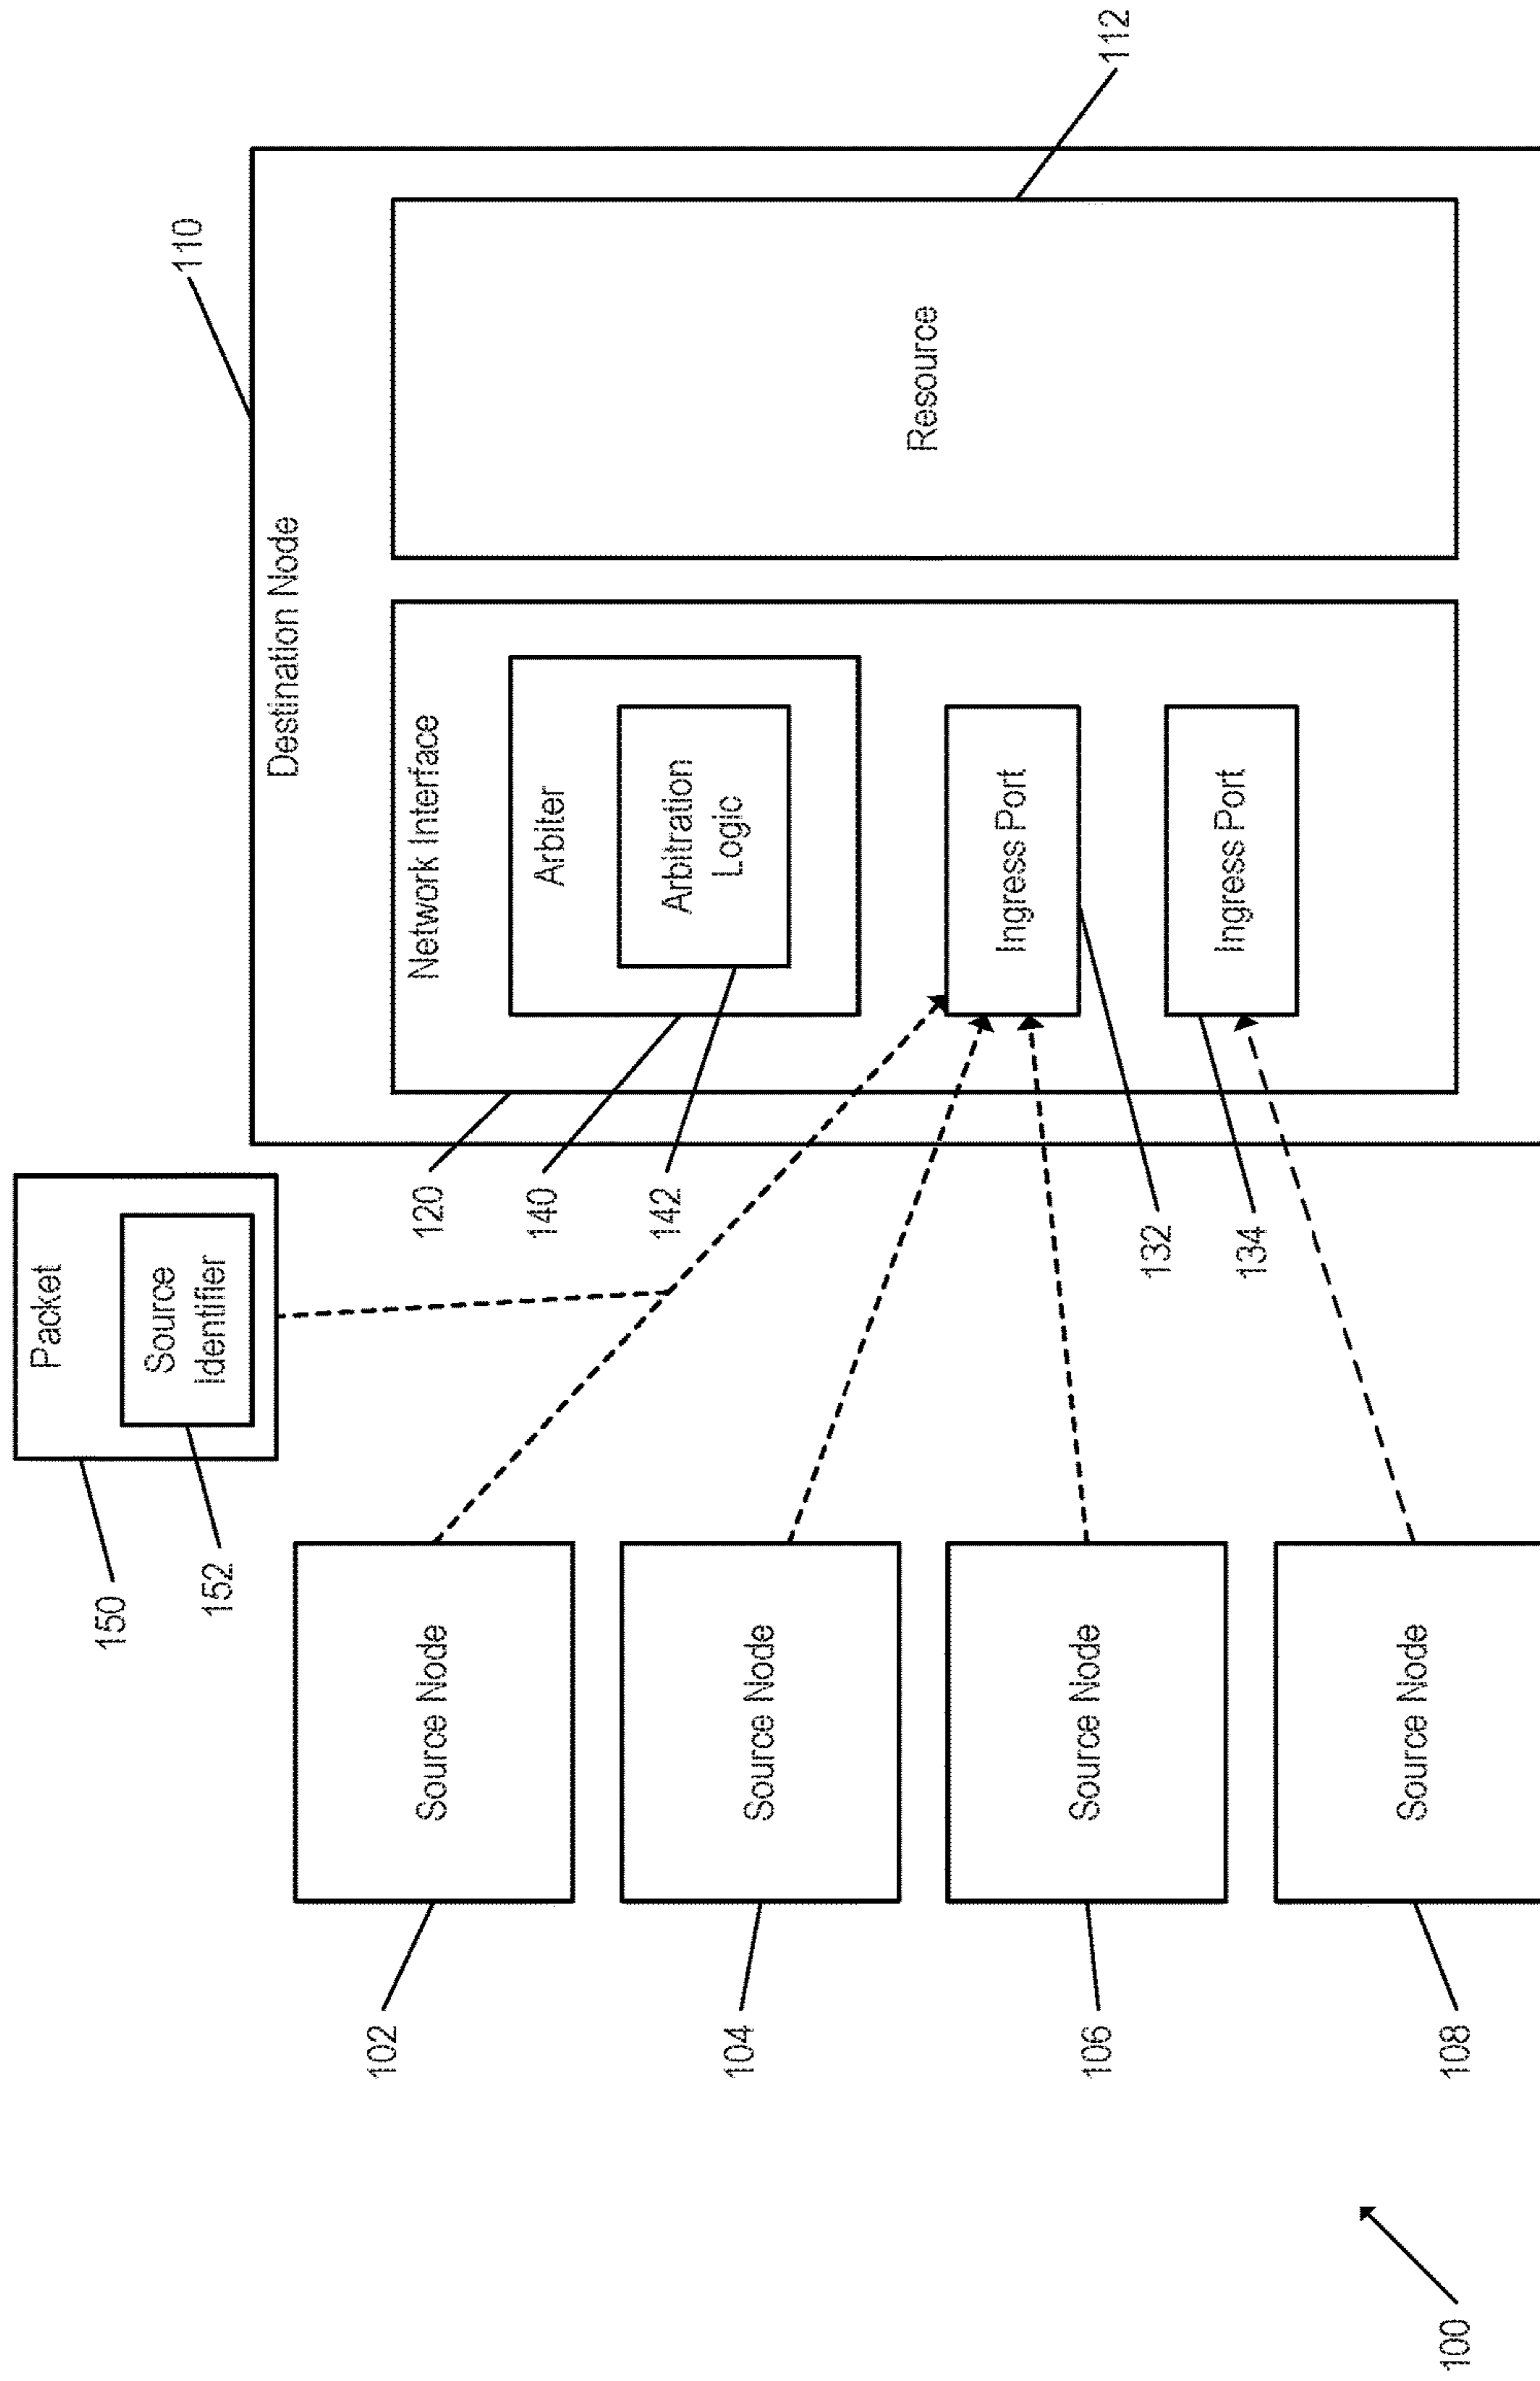 Packet
Source
Identifier
150
152
110
Destination Node
Network Interface
120
Arbiter
140
Arbitration
Logic
142
Resource
112
Ingress Port
132
Ingress Port
134
Source Node
102
Source Node
104
Source Node
106
Source Node
108
100